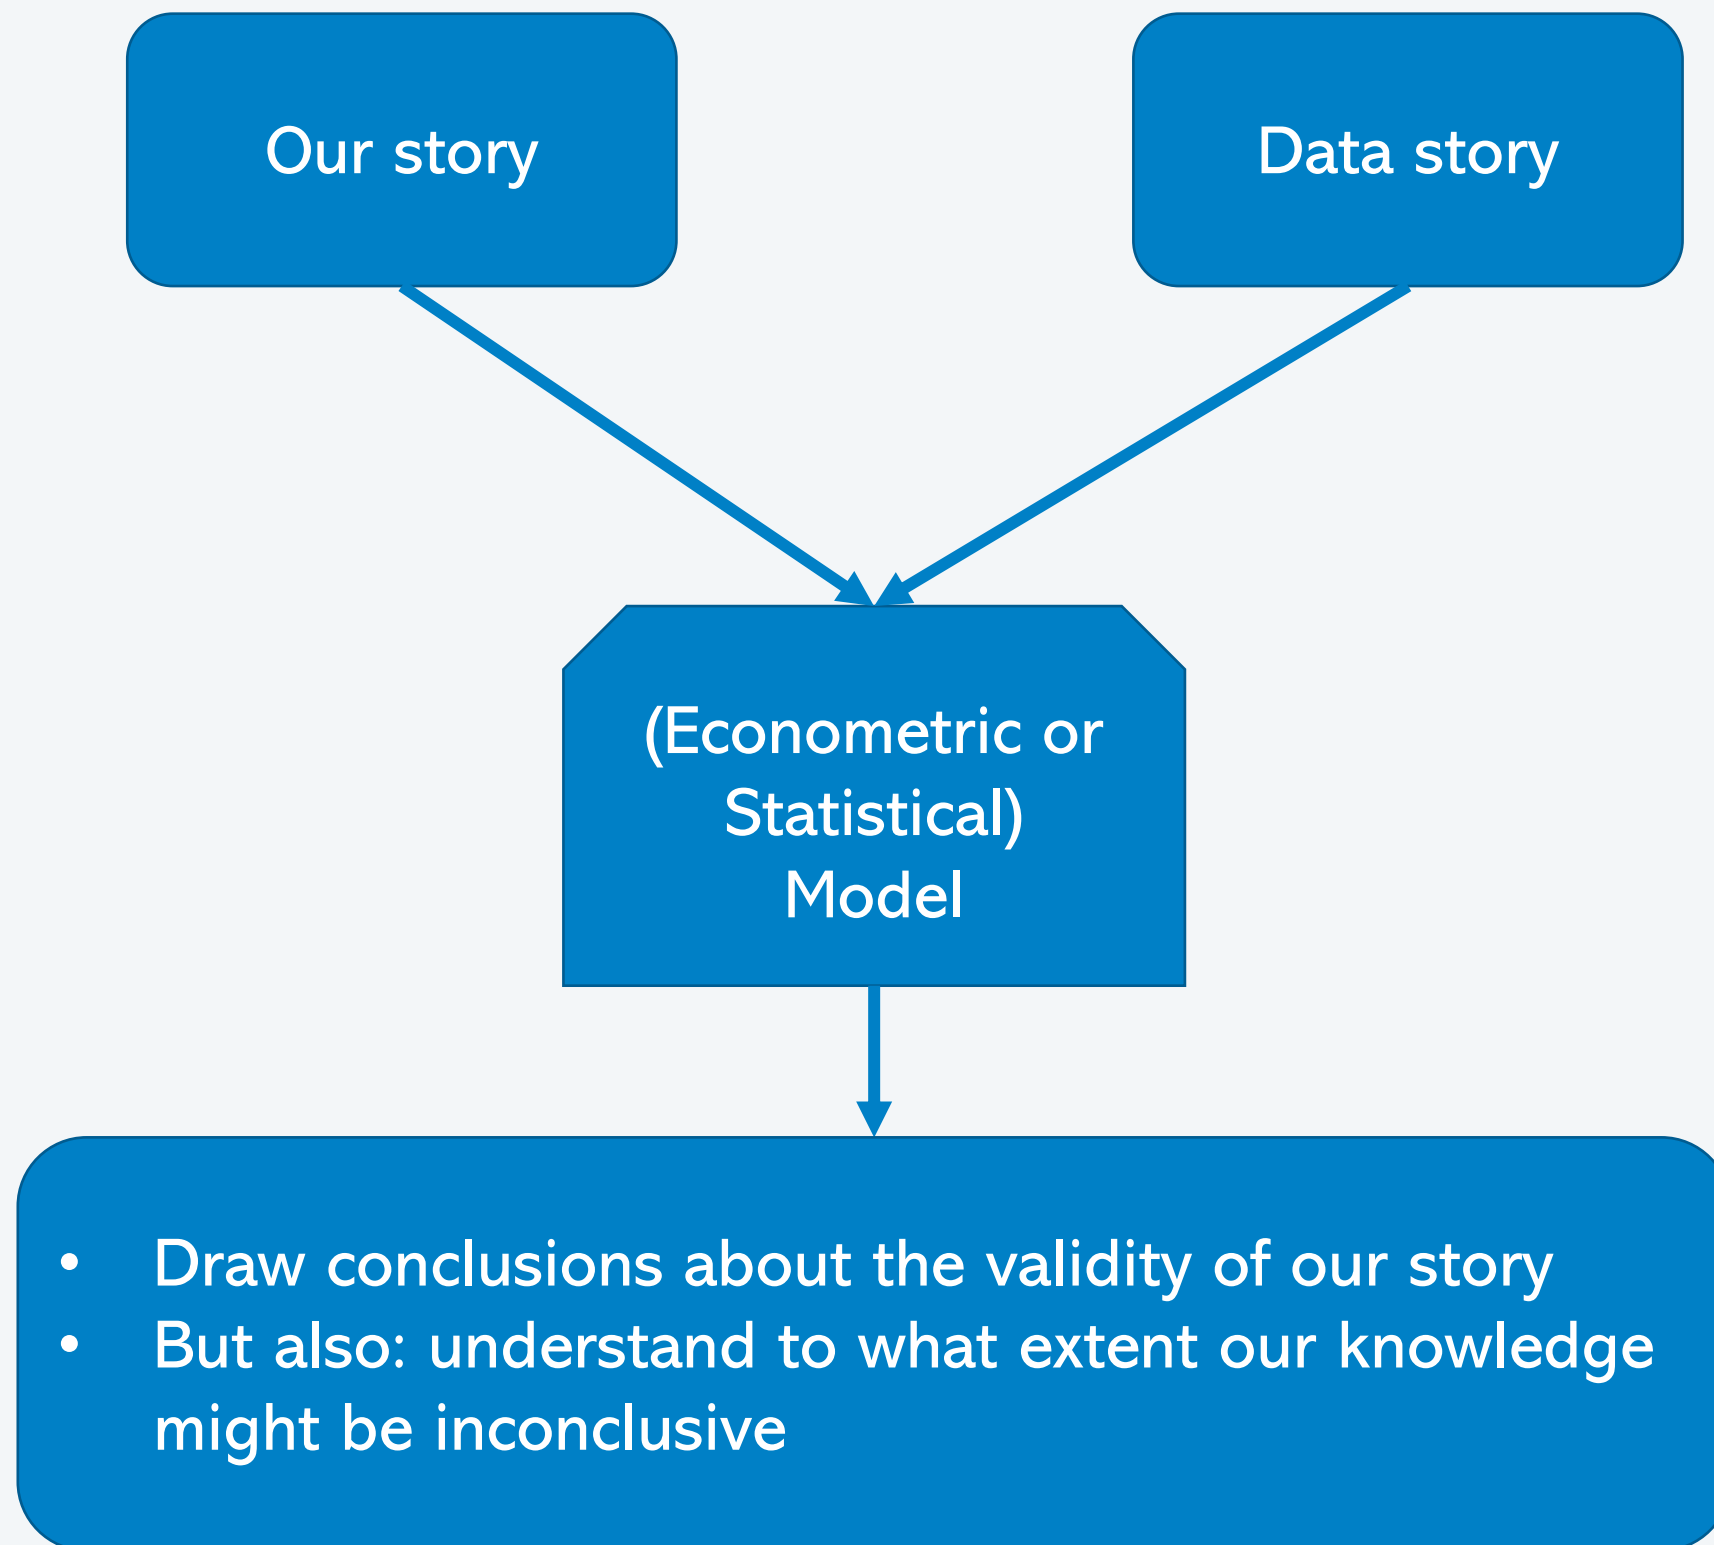 Our story
Data story
(Econometric or
Statistical)
Model
• Draw conclusions about the validity of our story
• But also: understand to what extent our knowledge
might be inconclusive